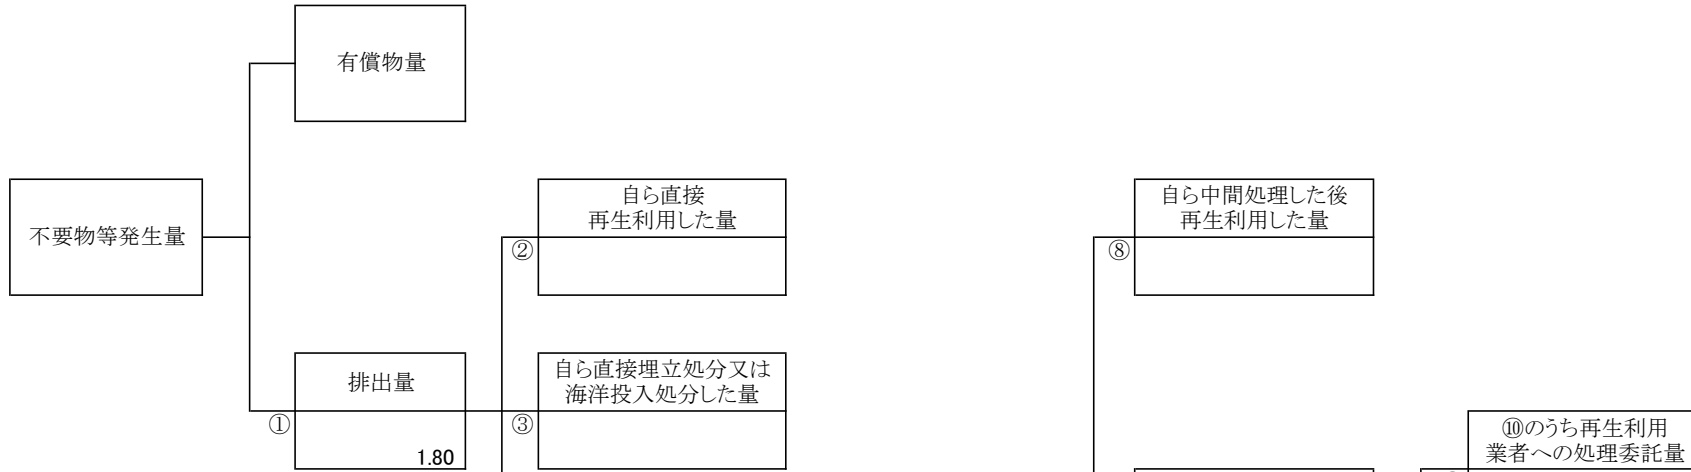 有償物量
不要物等発生量
自ら直接
再生利用した量
②
自ら中間処理した後
再生利用した量
⑧
排出量
①
1.80
自ら直接埋立処分又は
海洋投入処分した量
③
⑩のうち再生利用
業者への処理委託量